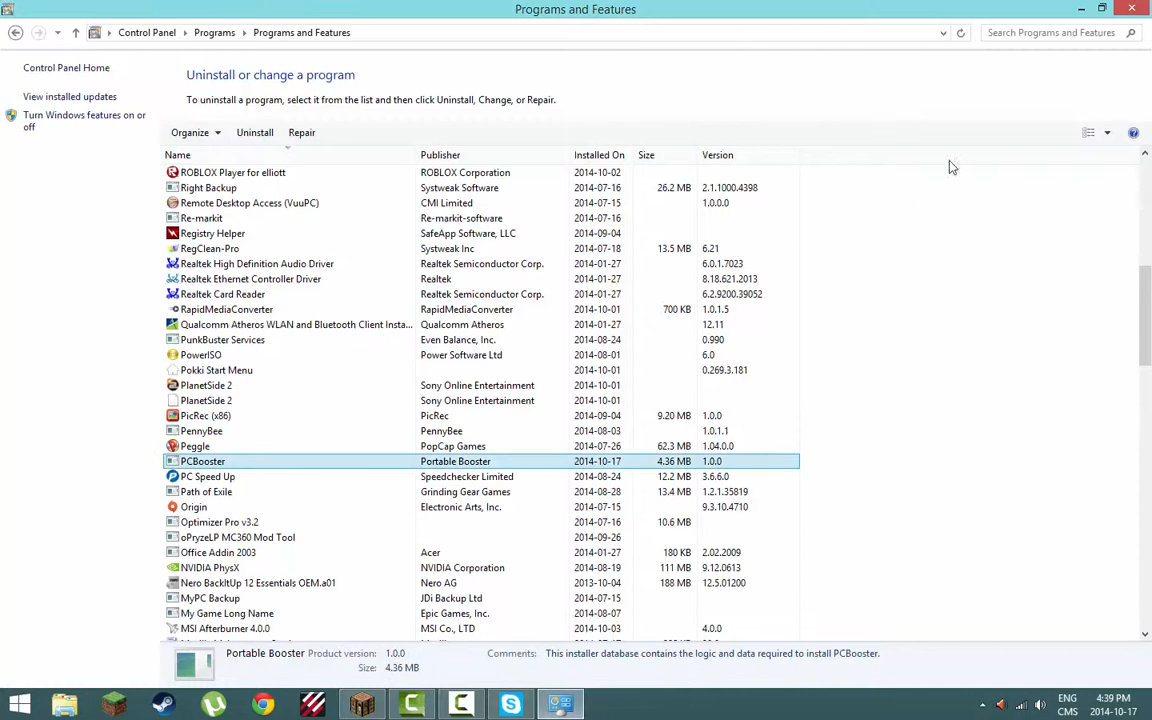 Programs and Features
Control Panel Programs Programs and Features Search Programs and Features
Control Panel Home
View installed updates
Turn Windows features on or
off
Uninstall or change a program
To uninstall a program, select it from the list and then click Uninstall, Change, or Repair.
Organize Uninstall Repair
Name Publisher Installed On Size Version
ROBLOX Player for elliott ROBLOX Corporation 2014-10-02
Right Backup Systweak Software 2014-07-16 26.2 MB 2.1.1000.4398
Remote Desktop Access (VuuPC) CMI Limited 2014-07-15 1.0.0.0
Re-markit Re-markit-software 2014-07-16
Registry Helper SafeApp Software, LLC 2014-09-04
RegClean-Pro Systweak Inc 2014-07-18 13.5 MB 6.21
Realtek High Definition Audio Driver Realtek Semiconductor Corp. 2014-01-27 6.0.1.7023
Realtek Ethernet Controller Driver Realtek 2014-01-27 8.18.621.2013
Realtek Card Reader Realtek Semiconductor Corp. 2014-01-27 6.2.9200.39052
RapidMediaConverter RapidMediaConverter 2014-10-01 700 KB 1.0.1.5
Qualcomm Atheros WLAN and Bluetooth Client Insta... Qualcomm Atheros 2014-01-27 12.11
PunkBuster Services Even Balance, Inc. 2014-08-24 0.990
PowerISO Power Software Ltd 2014-08-01 6.0
Pokki Start Menu 2014-10-01 0.269.3.181
PlanetSide 2 Sony Online Entertainment 2014-10-01
PlanetSide 2 Sony Online Entertainment 2014-10-01
PicRec (x86) PicRec 2014-09-04 9.20 MB 1.0.0
PennyBee PennyBee 2014-10-01 1.0.1.1
Peggle PopCap Games 2014-07-26 62.3 MB 1.04.0.0
PCBooster Portable Booster 2014-10-17 4.36 MB 1.0.0
PC Speed Up Speedchecker Limited 2014-08-24 12.2 MB 3.6.6.0
Path of Exile Grinding Gear Games 2014-08-28 13.4 MB 1.2.1.35819
Origin Electronic Arts, Inc. 2014-07-15 9.3.10.4710
Optimizer Pro v3.2 2014-07-16 10.6 MB
oPryzeLP MC360 Mod Tool 2014-09-26
Office Addin 2003 Acer 2014-01-27 180 KB 2.02.2009
NVIDIA PhysX NVIDIA Corporation 2014-08-19 111 MB 9.12.0613
Nero BackItUp 12 Essentials OEM.a01 Nero AG 2013-10-04 188 MB 12.5.01200
MyPC Backup JDi Backup Ltd 2014-07-15
My Game Long Name Epic Games, Inc. 2014-08-07
MSI Afterburner 4.0.0 MSI Co., LTD 2014-10-03 4.0.0
Portable Booster Product version: 1.0.0 Comments: This installer database contains the logic and data required to install PCBooster.
Size: 4.36 MB
ENG 4:39 PM
CMS 2014-10-17